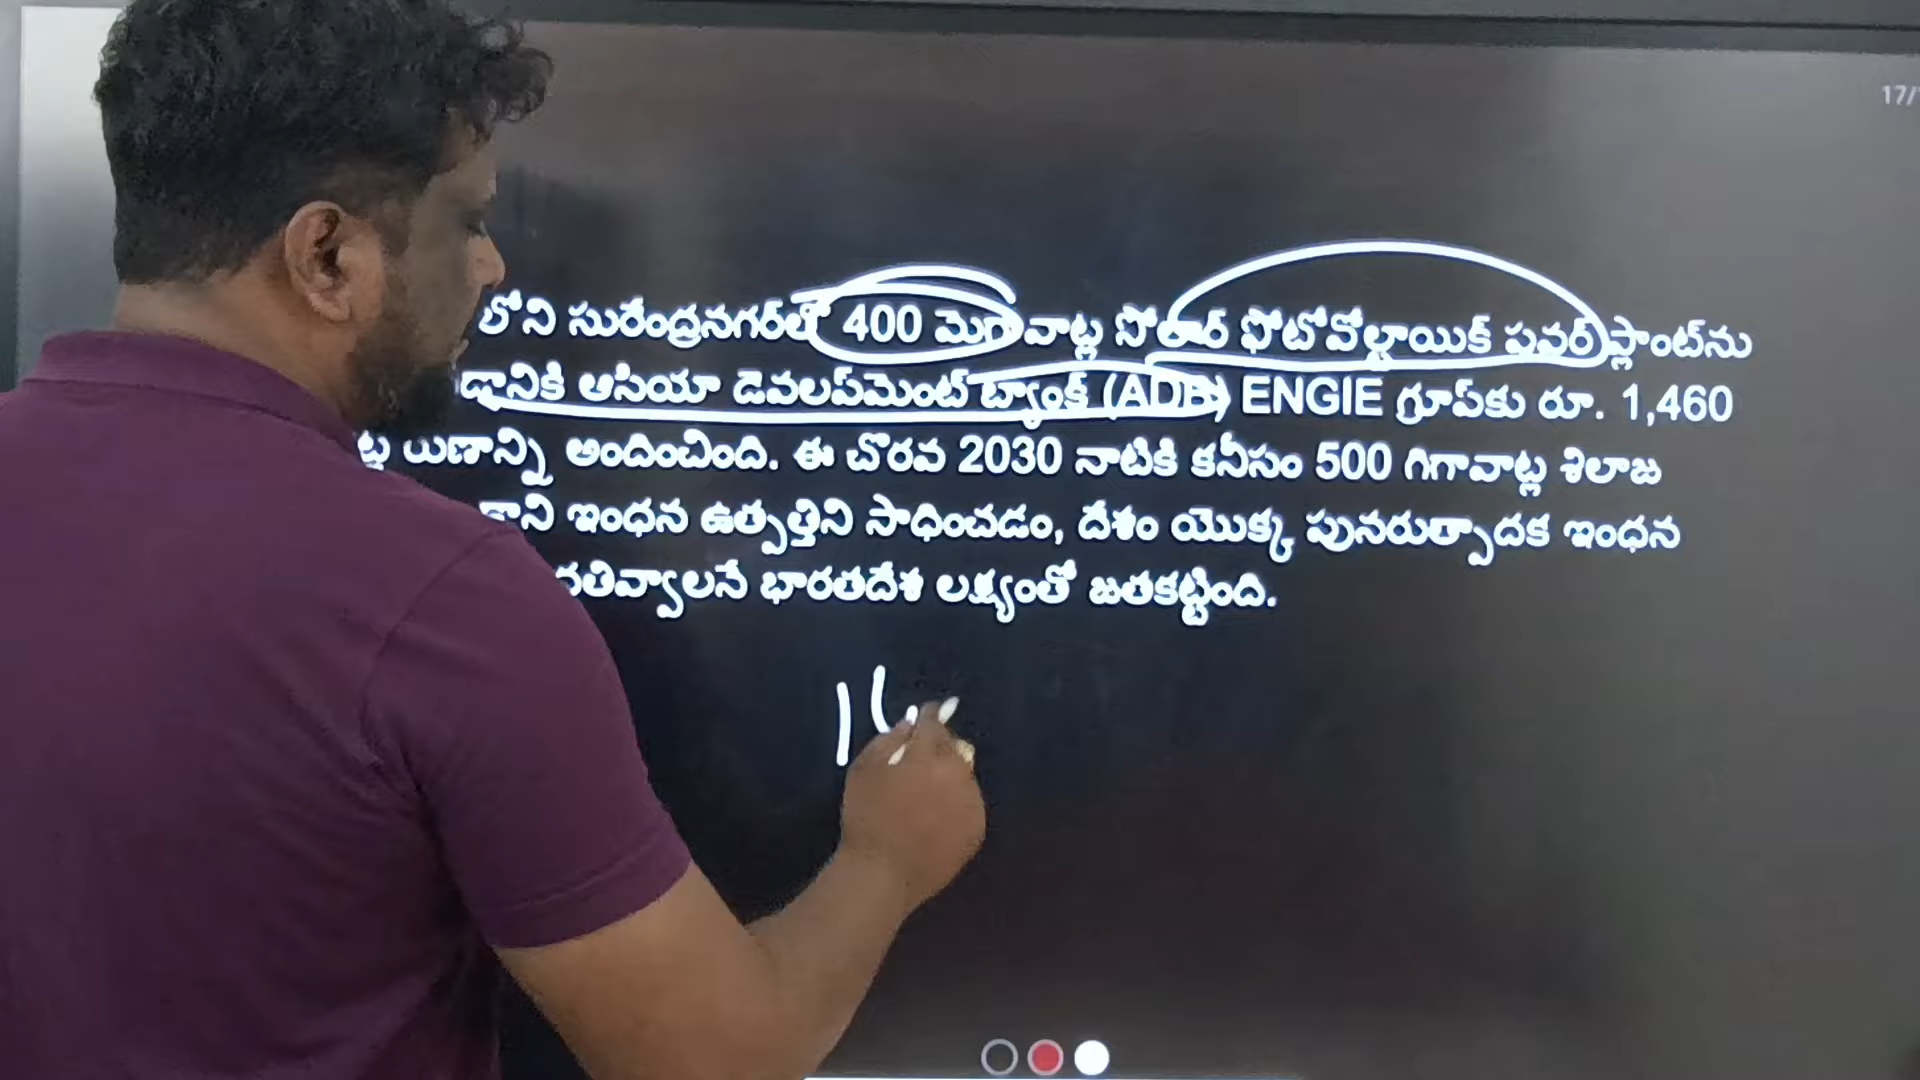 17/
లోని సురేంద్రనగర్‌లో 400 మెగావాట్ల సోలార్ ఫోటోవోల్టాయిక్ పవర్ ప్లాంట్‌ను
డానికి ఆసియా డెవలప్‌మెంట్ బ్యాంక్ (ADB) ENGIE గ్రూప్‌కు రూ. 1,460
రుణాన్ని అందించింది. ఈ చొరవ 2030 నాటికి కనీసం 500 గిగావాట్ల శిలాజ
కాని ఇంధన ఉత్పత్తిని సాధించడం, దేశం యొక్క పునరుత్పాదక ఇంధన
భారతదేశ లక్ష్యంతో జతకట్టింది.